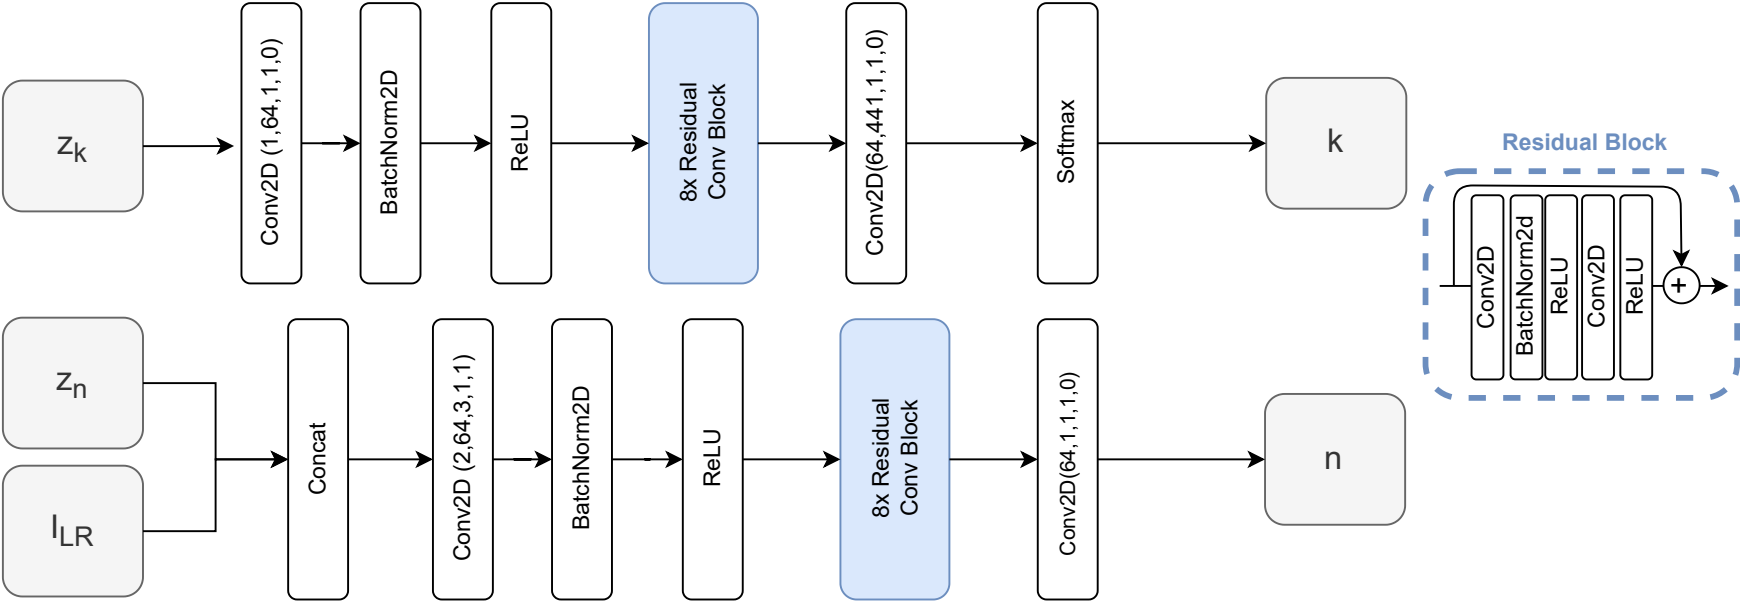 zk
Conv2D (1,64,1,1,0)
BatchNorm2D
ReLU
8x Residual
Conv Block
Conv2D(64,441,1,1,0)
Softmax
k
zn
ILR
Concat
Conv2D (2,64,3,1,1)
BatchNorm2D
ReLU
8x Residual
Conv Block
Conv2D(64,1,1,1,0)
n
Residual Block
Conv2D
BatchNorm2d
ReLU
Conv2D
ReLU
+